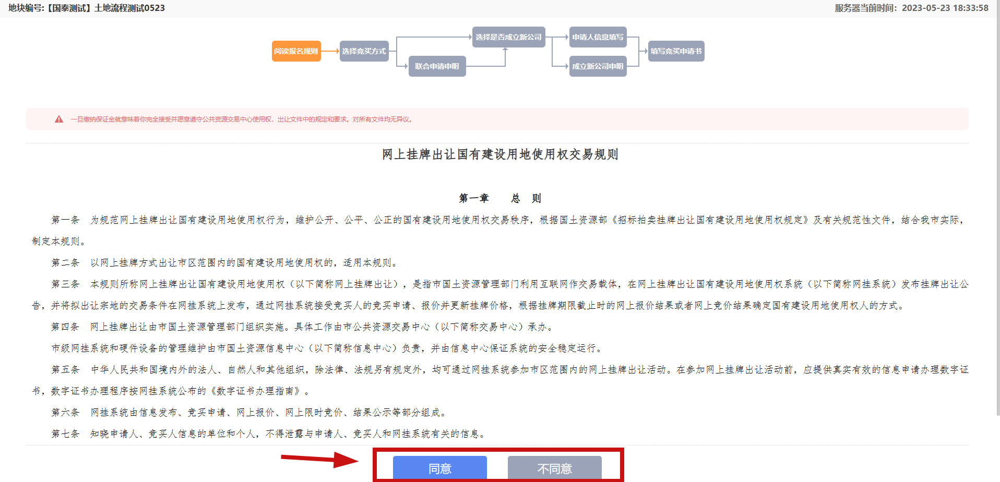 地块编号:【国泰测试】土地流程测试0523
服务器当前时间：2023-05-23 18:33:58
阅读报名规则
选择竞买方式
联合申请申明
选择是否成立新公司
申请人信息填写
成立新公司申明
填写竞买申请书
一旦缴纳保证金就意味着你完全接受并愿意遵守公共资源交易中心使用权，出让文件中的规定和要求。对所有文件均无异议。
网上挂牌出让国有建设用地使用权交易规则
第一章 总 则
第一条 为规范网上挂牌出让国有建设用地使用权行为，维护公开、公平、公正的国有建设用地使用权交易秩序，根据国土资源部《招标拍卖挂牌出让国有建设用地使用权规定》及有关规范性文件，结合我市实际，
制定本规则。
第二条 以网上挂牌方式出让市区范围内的国有建设用地使用权的，适用本规则。
第三条 本规则所称网上挂牌出让国有建设用地使用权（以下简称网上挂牌出让），是指市国土资源管理部门利用互联网作交易载体，在网上挂牌出让国有建设用地使用权系统（以下简称网挂系统）发布挂牌出让公
告，并将拟出让宗地的交易条件在网挂系统上发布，通过网挂系统接受竞买人的竞买申请、报价并更新挂牌价格，根据挂牌期限截止时的网上报价结果或者网上竞价结果确定国有建设用地使用权人的方式。
第四条 网上挂牌出让由市国土资源管理部门组织实施。具体工作由市公共资源交易中心（以下简称交易中心）承办。
市级网挂系统和硬件设备的管理维护由市国土资源信息中心（以下简称信息中心）负责，并由信息中心保证系统的安全稳定运行。
第五条 中华人民共和国境内外的法人、自然人和其他组织，除法律、法规另有规定外，均可通过网挂系统参加市区范围内的网上挂牌出让活动。在参加网上挂牌出让活动前，应提供真实有效的信息申请办理数字证
书，数字证书办理程序按网挂系统公布的《数字证书办理指南》。
第六条 网挂系统由信息发布、竞买申请、网上报价、网上限时竞价、结果公示等部分组成。
第七条 知晓申请人、竞买人信息的单位和个人，不得泄露与申请人、竞买人和网挂系统有关的信息。
同意
不同意